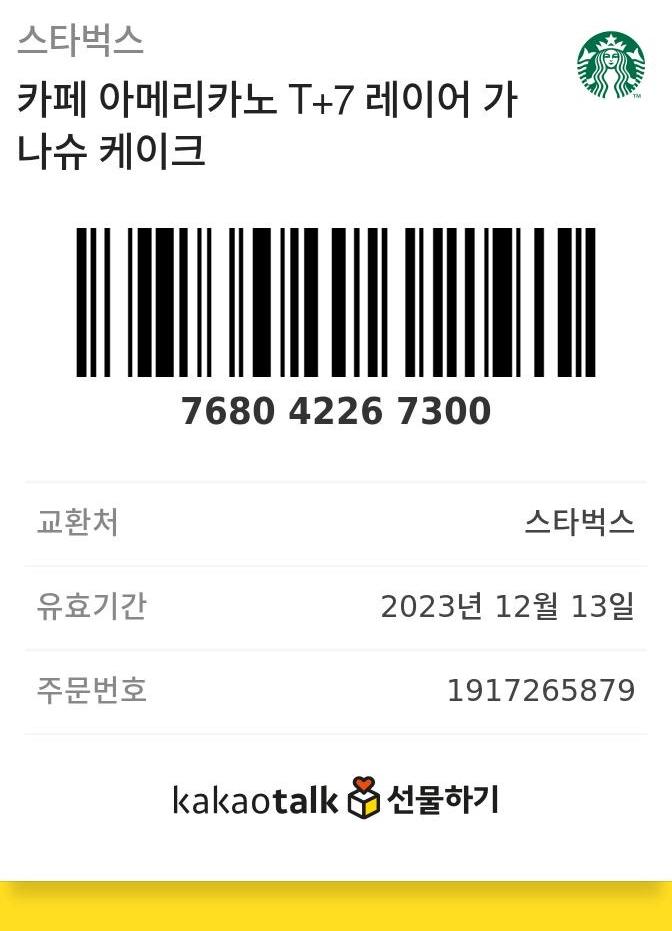 스타벅스
카페 아메리카노 T+7 레이어 가
나슈 케이크
7680 4226 7300
교환처 스타벅스
유효기간 2023년 12월 13일
주문번호 1917265879
kakaotalk 선물하기